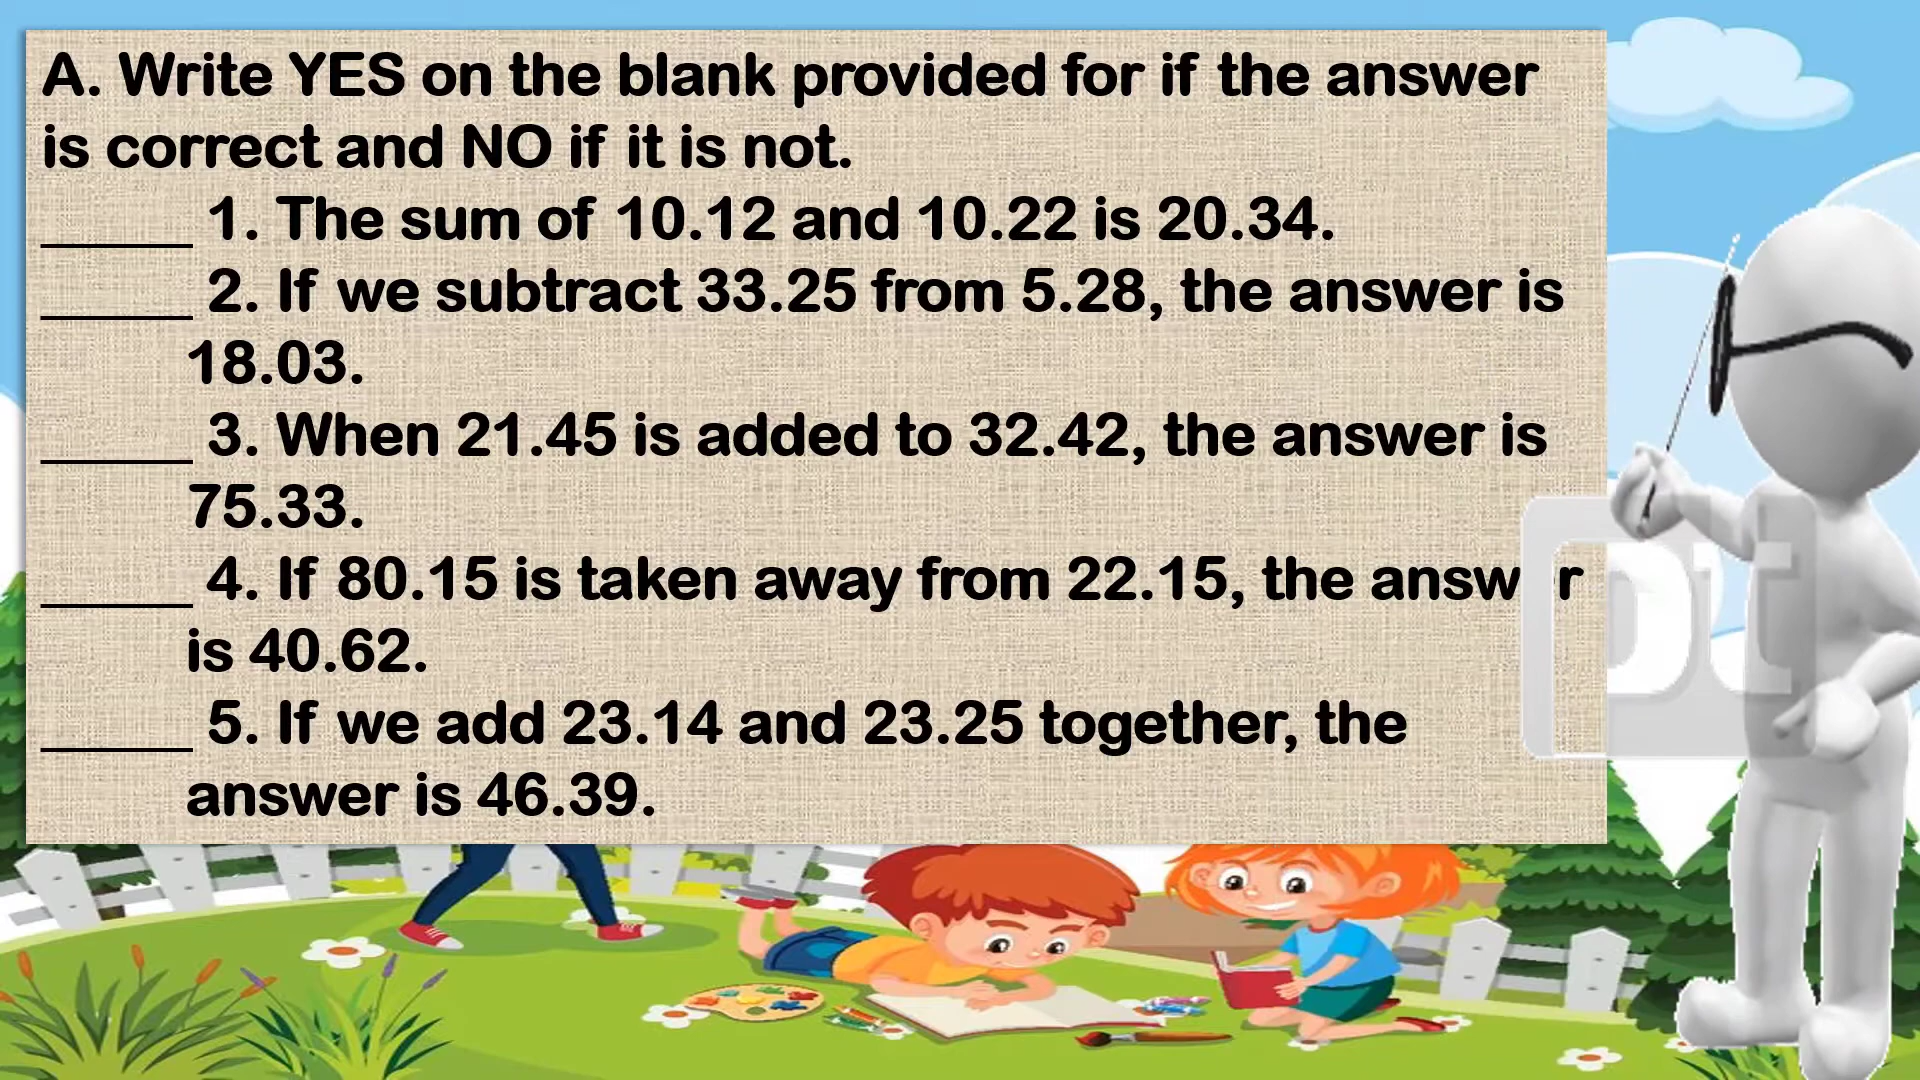 A. Write YES on the blank provided for if the answer
is correct and NO if it is not.
_____ 1. The sum of 10.12 and 10.22 is 20.34.
_____ 2. If we subtract 33.25 from 5.28, the answer is
18.03.
_____ 3. When 21.45 is added to 32.42, the answer is
75.33.
_____ 4. If 80.15 is taken away from 22.15, the answ r
is 40.62.
_____ 5. If we add 23.14 and 23.25 together, the
answer is 46.39.